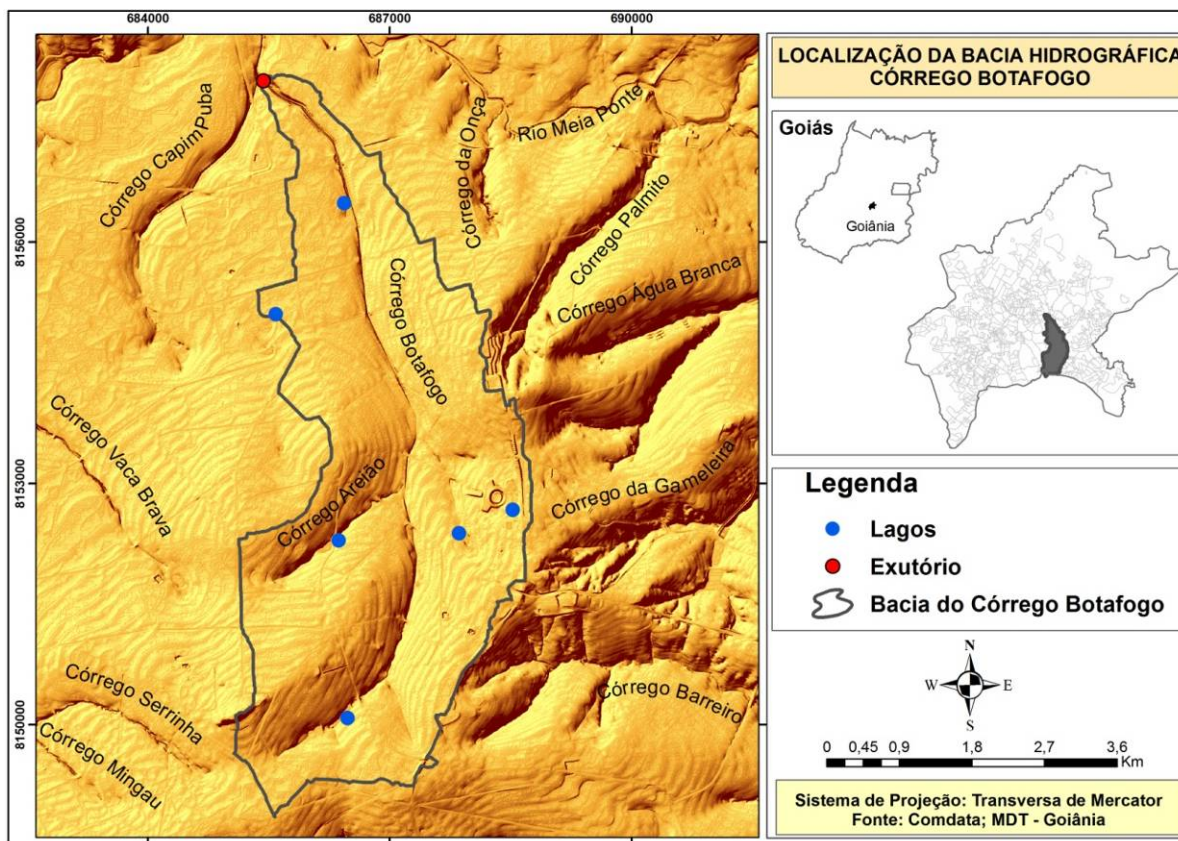 684000
687000
690000
8156000
8153000
8150000
Córrego Capim Puba
Córrego da Onça
Rio Meia Ponte
Córrego Palmito
Córrego Água Branca
Córrego Botafogo
Córrego Vaca Brava
Córrego Areião
Córrego da Gameleira
Córrego Serrinha
Córrego Mingau
Córrego Barreiro
LOCALIZAÇÃO DA BACIA HIDROGRÁFICA
CÓRREGO BOTAFOGO
Goiás
Goiânia
Legenda
Lagos
Exutório
Bacia do Córrego Botafogo
N
W E
S
0 0,45 0,9 1,8 2,7 3,6
Km
Sistema de Projeção: Transversa de Mercator
Fonte: Comdata; MDT - Goiânia